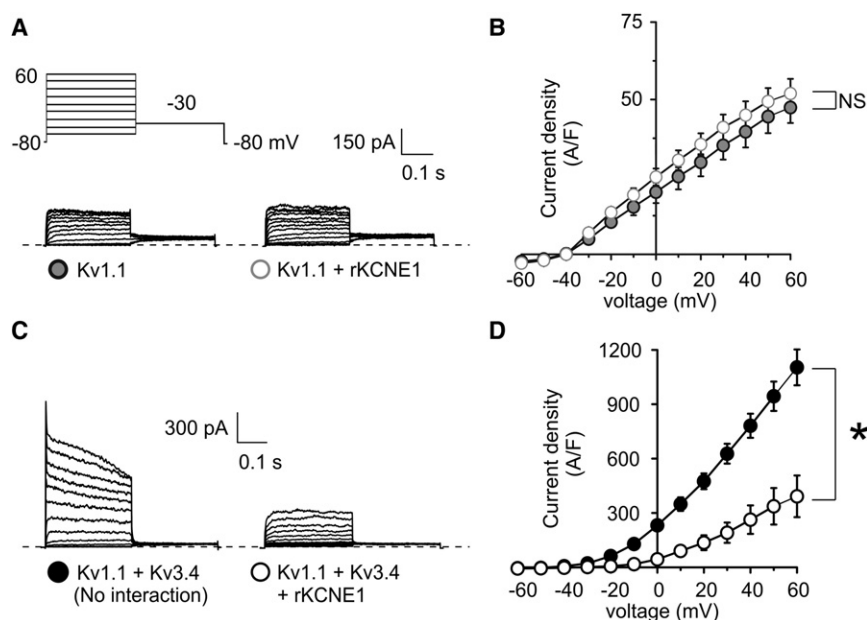 A
60
-30
-80
-80 mV
150 pA
0.1 s
Kv1.1
Kv1.1 + rKCNE1
B
75
50
Current density
(A/F)
NS
-60 -40 -20 0 20 40 60
voltage (mV)
C
300 pA
0.1 s
Kv1.1 + Kv3.4
(No interaction)
Kv1.1 + Kv3.4
+ rKCNE1
D
1200
900
600
300
Current density
(A/F)
*
-60 -40 -20 0 20 40 60
voltage (mV)